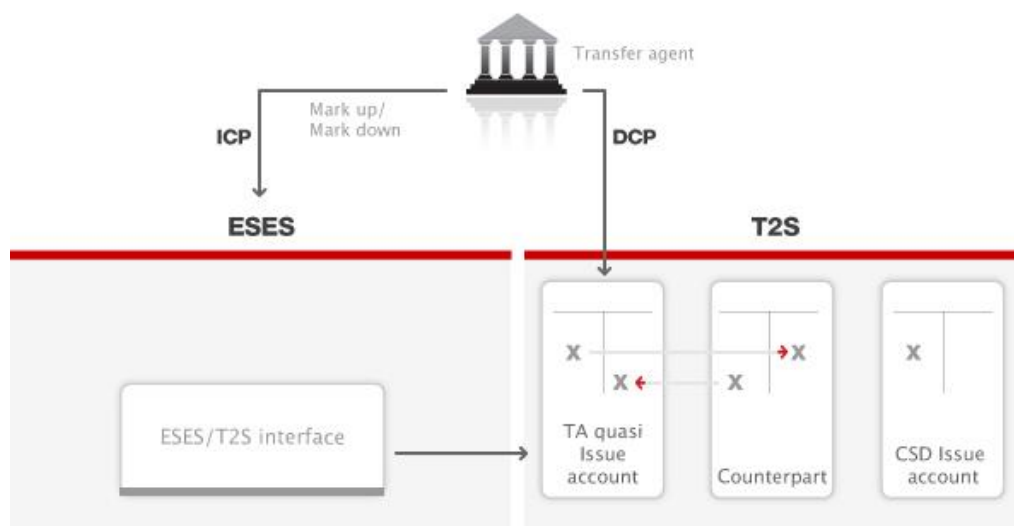 Transfer agent
Mark up/
Mark down
ICP
DCP
ESES
T2S
X
X
X
X
X
ESES/T2S interface
TA quasi
Issue
account
Counterpart
CSD Issue
account